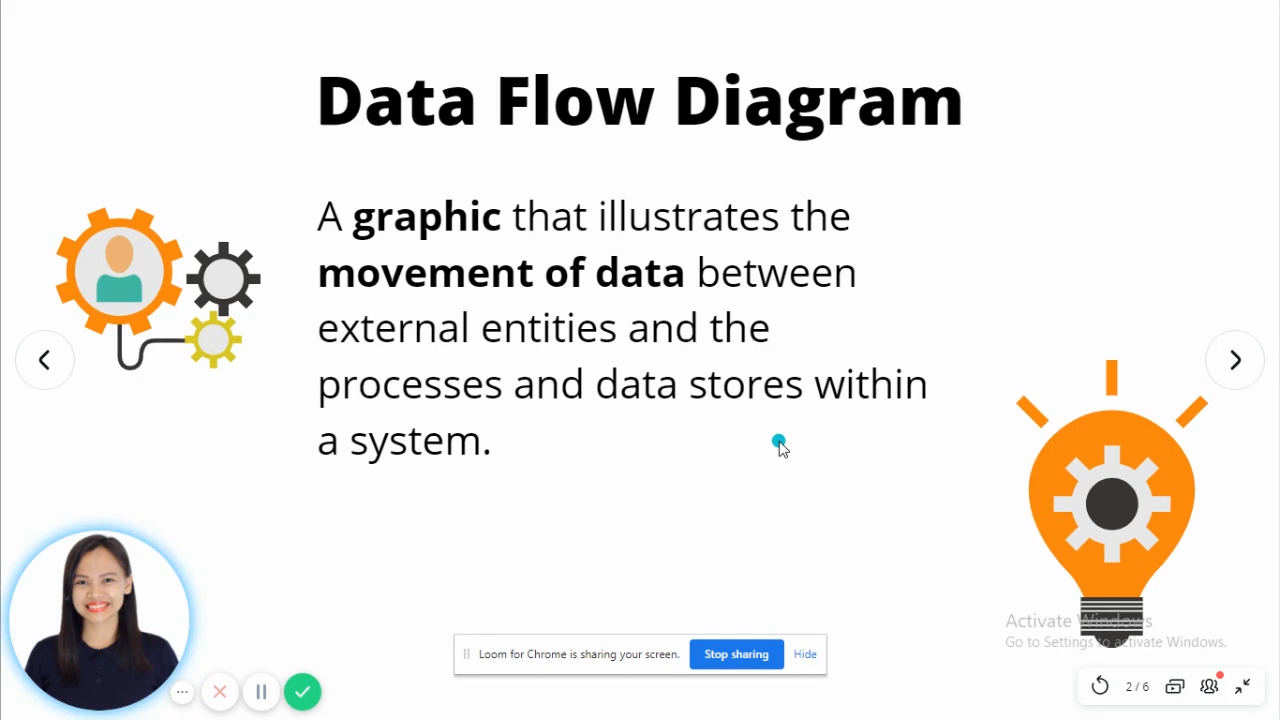 Data Flow Diagram
A graphic that illustrates the
movement of data between
external entities and the
processes and data stores within
a system.
Activate Windows
Go to Settings to activate Windows.
Loom for Chrome is sharing your screen. Stop sharing Hide
2/6